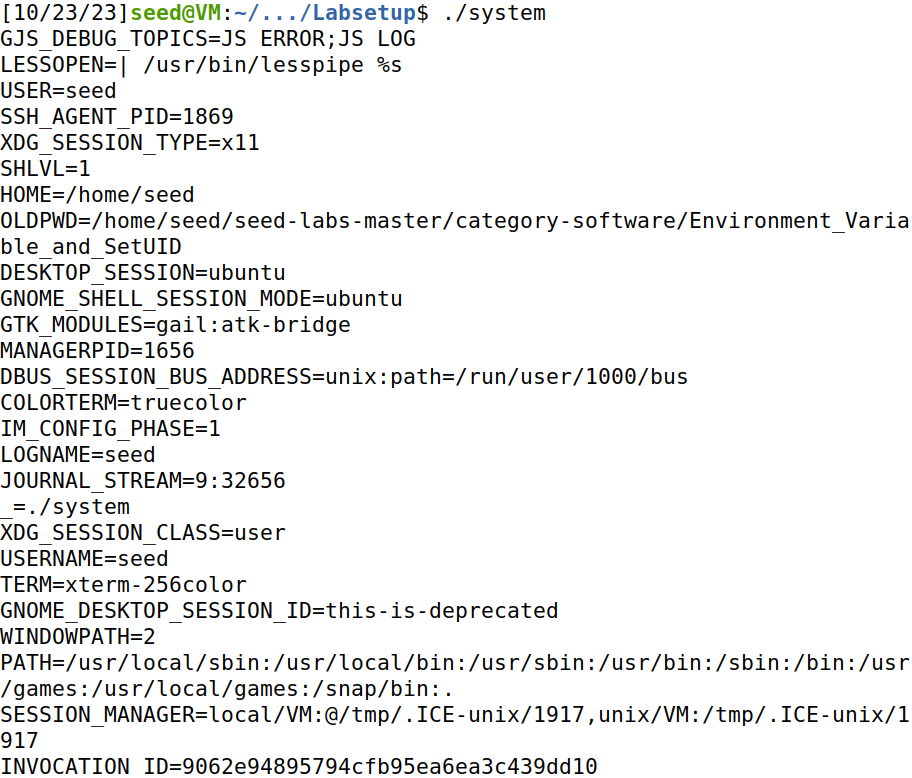 [10/23/23]seed@VM:~/.../Labsetup$ ./system
GJS_DEBUG_TOPICS=JS ERROR;JS LOG
LESSOPEN=| /usr/bin/lesspipe %s
USER=seed
SSH_AGENT_PID=1869
XDG_SESSION_TYPE=x11
SHLVL=1
HOME=/home/seed
OLDPWD=/home/seed/seed-labs-master/category-software/Environment_Varia
ble_and_SetUID
DESKTOP_SESSION=ubuntu
GNOME_SHELL_SESSION_MODE=ubuntu
GTK_MODULES=gail:atk-bridge
MANAGERPID=1656
DBUS_SESSION_BUS_ADDRESS=unix:path=/run/user/1000/bus
COLORTERM=truecolor
IM_CONFIG_PHASE=1
LOGNAME=seed
JOURNAL_STREAM=9:32656
_=./system
XDG_SESSION_CLASS=user
USERNAME=seed
TERM=xterm-256color
GNOME_DESKTOP_SESSION_ID=this-is-deprecated
WINDOWPATH=2
PATH=/usr/local/sbin:/usr/local/bin:/usr/sbin:/usr/bin:/sbin:/bin:/usr
/games:/usr/local/games:/snap/bin:.
SESSION_MANAGER=local/VM:@/tmp/.ICE-unix/1917,unix/VM:/tmp/.ICE-unix/1
917
INVOCATION_ID=9062e94895794cfb95ea6ea3c439dd10